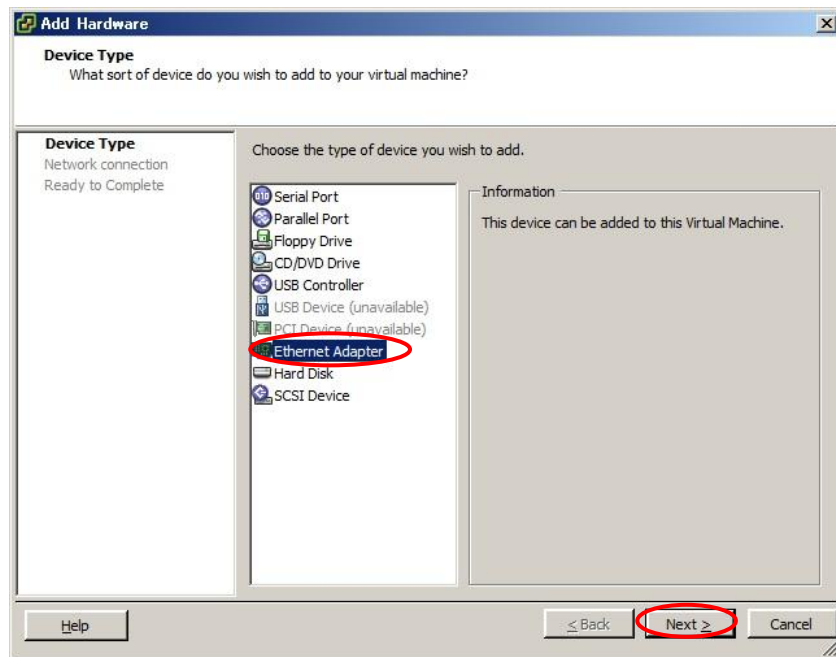 Add Hardware
Device Type
What sort of device do you wish to add to your virtual machine?
Device Type
Network connection
Ready to Complete
Choose the type of device you wish to add.
Serial Port
Parallel Port
Floppy Drive
CD/DVD Drive
USB Controller
USB Device (unavailable)
PCI Device (unavailable)
Ethernet Adapter
Hard Disk
SCSI Device
Information
This device can be added to this Virtual Machine.
Help
< Back
Next >
Cancel